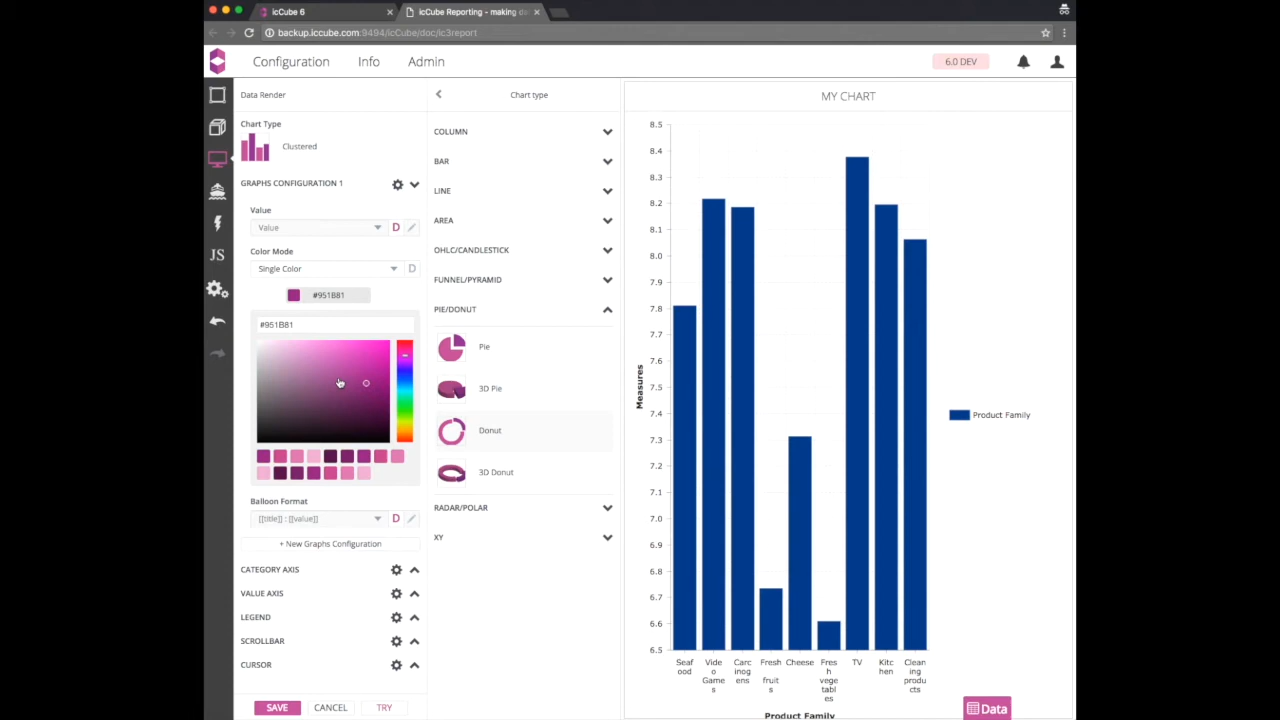 icCube 6
icCube Reporting - making d
backup.iccube.com:9494/icCube/doc/ic3report
Configuration Info Admin
6.0 DEV
Data Render
Chart type
MY CHART
Chart Type
Clustered
GRAPHS CONFIGURATION 1
Value
Value
D
Color Mode
Single Color
D
#951B81
#951B81
Balloon Format
[[title]] : [[value]]
D
+ New Graphs Configuration
CATEGORY AXIS
VALUE AXIS
LEGEND
SCROLLBAR
CURSOR
SAVE CANCEL TRY
JS
COLUMN
BAR
LINE
AREA
OHLC/CANDLESTICK
FUNNEL/PYRAMID
PIE/DONUT
Pie
3D Pie
Donut
3D Donut
RADAR/POLAR
XY
8.5
8.4
8.3
8.2
8.1
8.0
7.9
7.8
7.7
7.6
7.5
7.4
7.3
7.2
7.1
7.0
6.9
6.8
6.7
6.6
6.5
Measures
Seaf
ood
Vide
o
Game
s
Carc
inog
ens
Fresh
fruit
s
Cheese
Fres
h
vege
tabl
es
TV
Kitc
hen
Clean
ing
produ
cts
Product Family
Product Family
Data